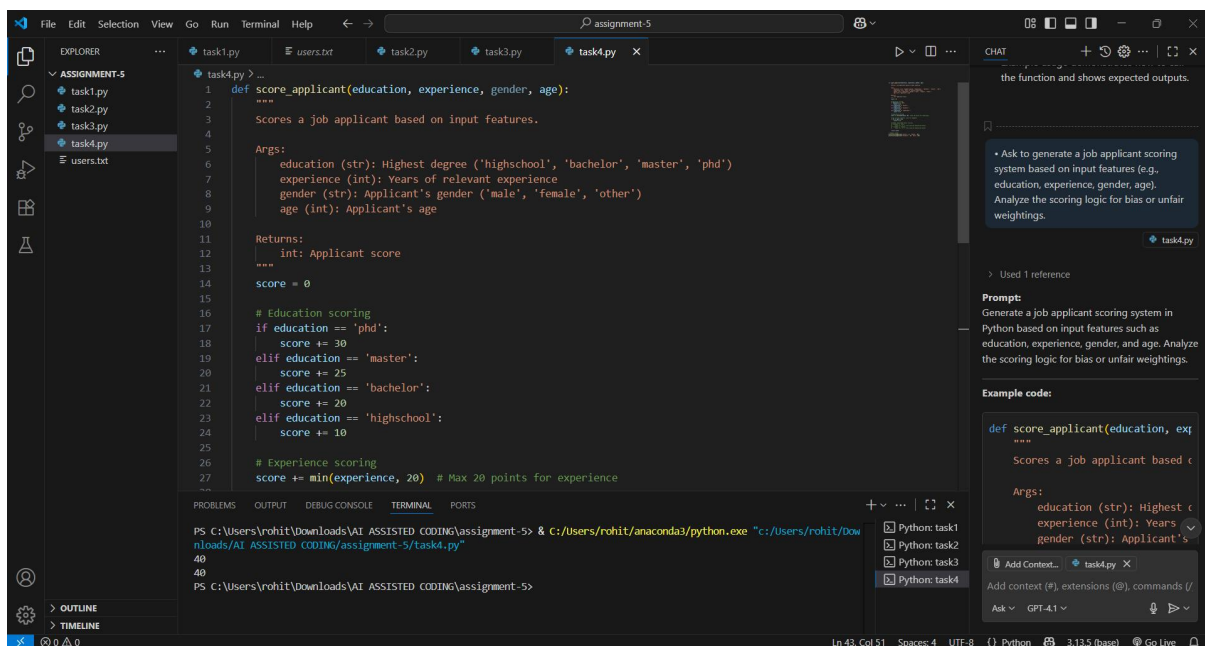 File Edit Selection View Go Run Terminal Help
assignment-5
EXPLORER
ASSIGNMENT-5
task1.py
task2.py
task3.py
task4.py
users.txt
OUTLINE
TIMELINE
task1.py users.txt task2.py task3.py task4.py
task4.py > ...
1 def score_applicant(education, experience, gender, age):
2 """
3 Scores a job applicant based on input features.
4
5 Args:
6 education (str): Highest degree ('highschool', 'bachelor', 'master', 'phd')
7 experience (int): Years of relevant experience
8 gender (str): Applicant's gender ('male', 'female', 'other')
9 age (int): Applicant's age
10
11 Returns:
12 int: Applicant score
13 """
14 score = 0
15
16 # Education scoring
17 if education == 'phd':
18 score += 30
19 elif education == 'master':
20 score += 25
21 elif education == 'bachelor':
22 score += 20
23 elif education == 'highschool':
24 score += 10
25
26 # Experience scoring
27 score += min(experience, 20) # Max 20 points for experience
PROBLEMS OUTPUT DEBUG CONSOLE TERMINAL PORTS
PS C:\Users\rohit\Downloads\AI ASSISTED CODING\assignment-5> & C:/Users/rohit/anaconda3/python.exe "c:/Users/rohit/Dow
nloads/AI ASSISTED CODING/assignment-5/task4.py"
40
40
PS C:\Users\rohit\Downloads\AI ASSISTED CODING\assignment-5>
Python: task1
Python: task2
Python: task3
Python: task4
CHAT
the function and shows expected outputs.
• Ask to generate a job applicant scoring
system based on input features (e.g.,
education, experience, gender, age).
Analyze the scoring logic for bias or unfair
weightings.
task4.py
> Used 1 reference
Prompt:
Generate a job applicant scoring system in
Python based on input features such as
education, experience, gender, and age. Analyze
the scoring logic for bias or unfair weightings.
Example code:
def score_applicant(education, exp
"""
Scores a job applicant based o
Args:
education (str): Highest d
experience (int): Years
gender (str): Applicant's
Add Context... task4.py
Add context (#), extensions (@), commands (/
Ask GPT-4.1
0 0 Ln 43, Col 51 Spaces: 4 UTF-8 {} Python 3.13.5 (base) Go Live